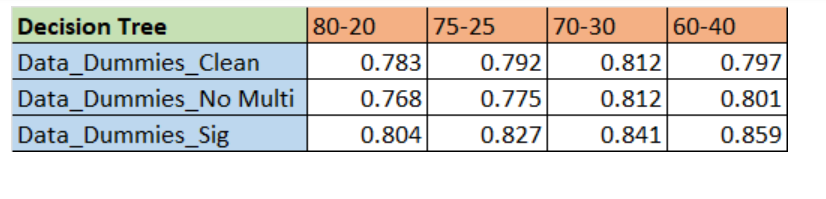 Decision Tree 80-20 75-25 70-30 60-40
Data_Dummies_Clean 0.783 0.792 0.812 0.797
Data_Dummies_No Multi 0.768 0.775 0.812 0.801
Data_Dummies_Sig 0.804 0.827 0.841 0.859